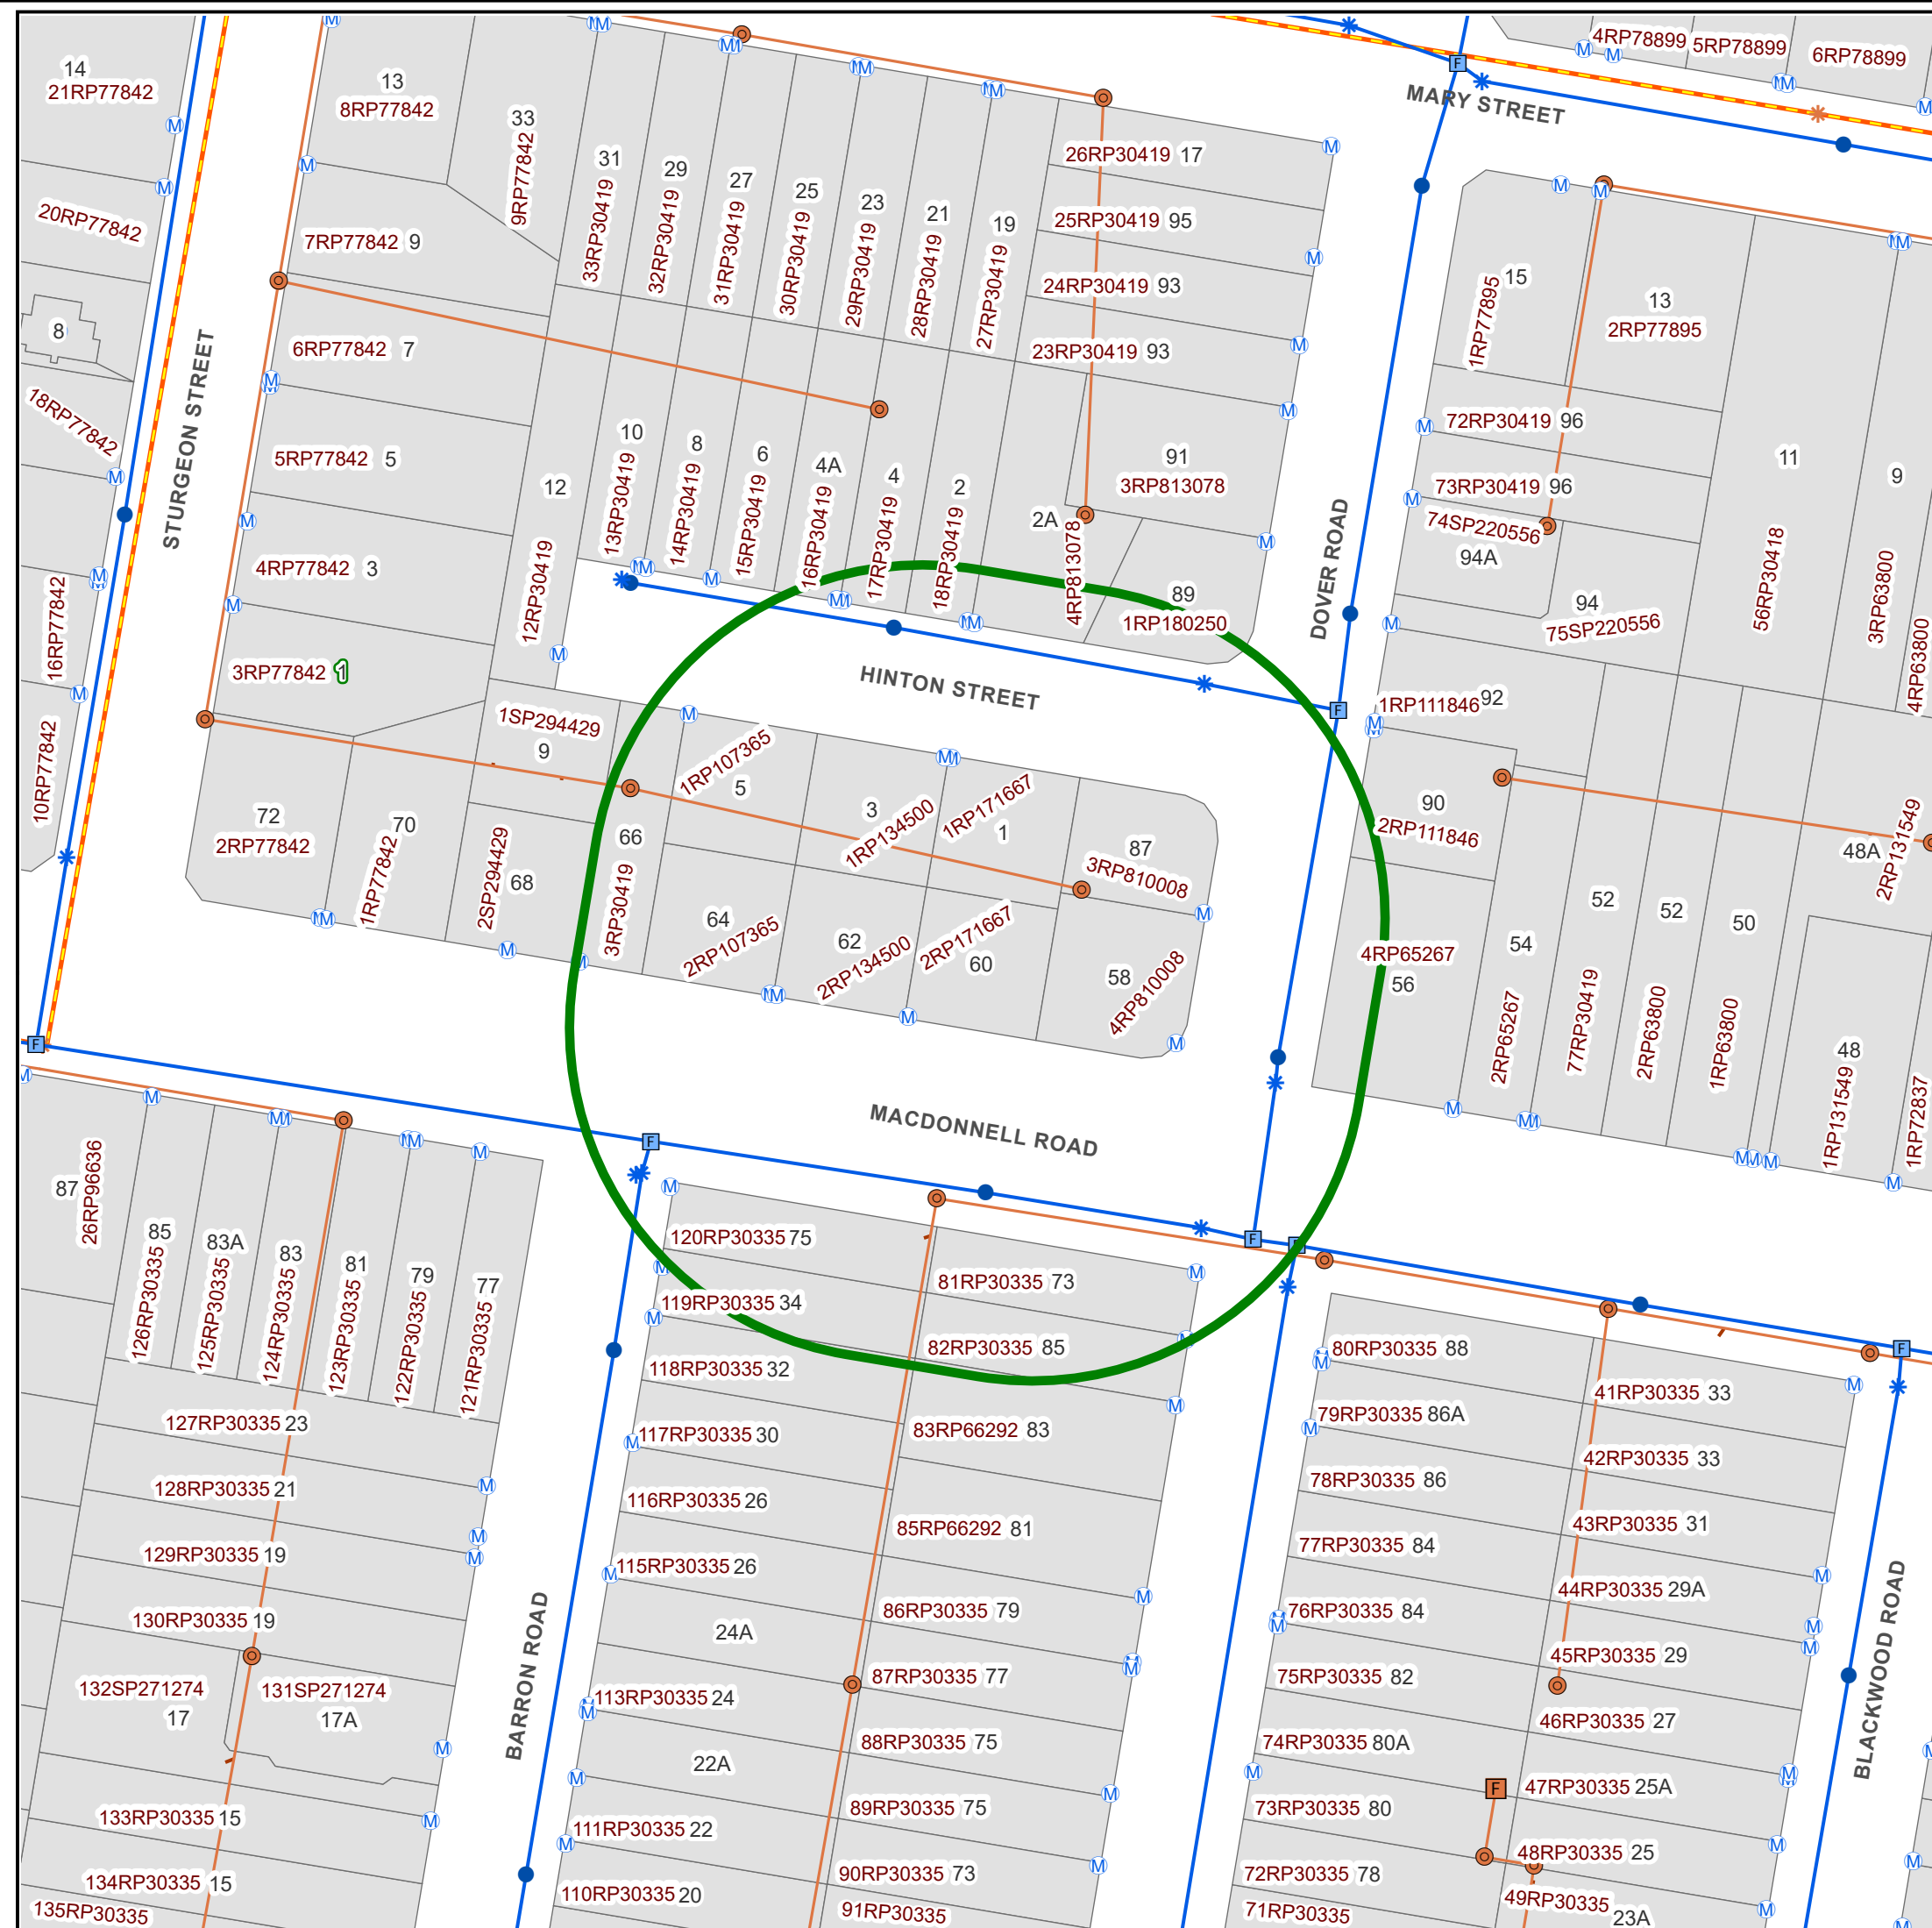 14
21RP77842
20RP77842
8
18RP77842
16RP77842
10RP77842
STURGEON STREET
13
8RP77842
33
9RP77842
7RP77842 9
6RP77842 7
5RP77842 5
4RP77842 3
3RP77842 1
72
2RP77842
70
1RP77842
31
33RP30419
29
32RP30419
27
31RP30419
25
30RP30419
23
29RP30419
21
28RP30419
19
27RP30419
26RP30419 17
25RP30419 95
24RP30419 93
23RP30419 93
12
12RP30419
10
13RP30419
8
14RP30419
6
15RP30419
4A
16RP30419
4
17RP30419
2
18RP30419
2A
4RP813078
91
3RP813078
89
1RP180250
MARY STREET
4RP78899
5RP78899
6RP78899
DOVER ROAD
15
1RP77895
13
2RP77895
72RP30419 96
73RP30419 96
74SP220556
94A
94
75SP220556
11
56RP30418
9
3RP63800
4RP63800
1RP111846 92
90
2RP111846
4RP65267
56
54
2RP65267
52
77RP30419
52
2RP63800
50
1RP63800
48A
2RP131549
48
1RP131549
1RP72837
HINTON STREET
1SP294429
9
2SP294429
68
66
3RP30419
1RP107365
5
3
1RP134500
1RP171667
1
87
3RP810008
64
2RP107365
62
2RP134500
2RP171667
60
58
4RP810008
MACDONNELL ROAD
87
26RP96636
85
126RP30335
83A
125RP30335
83
124RP30335
81
123RP30335
79
122RP30335
77
121RP30335
127RP30335 23
128RP30335 21
129RP30335 19
130RP30335 19
132SP271274
17
131SP271274
17A
133RP30335 15
134RP30335 15
135RP30335
BARRON ROAD
120RP30335 75
119RP30335 34
118RP30335 32
117RP30335 30
116RP30335 26
115RP30335 26
24A
113RP30335 24
22A
111RP30335 22
110RP30335 20
81RP30335 73
82RP30335 85
83RP66292 83
85RP66292 81
86RP30335 79
87RP30335 77
88RP30335 75
89RP30335 75
90RP30335 73
91RP30335
80RP30335 88
79RP30335 86A
78RP30335 86
77RP30335 84
76RP30335 84
75RP30335 82
74RP30335 80A
73RP30335 80
72RP30335 78
71RP30335
41RP30335 33
42RP30335 33
43RP30335 31
44RP30335 29A
45RP30335 29
46RP30335 27
47RP30335 25A
48RP30335 25
49RP30335
23A
BLACKWOOD ROAD